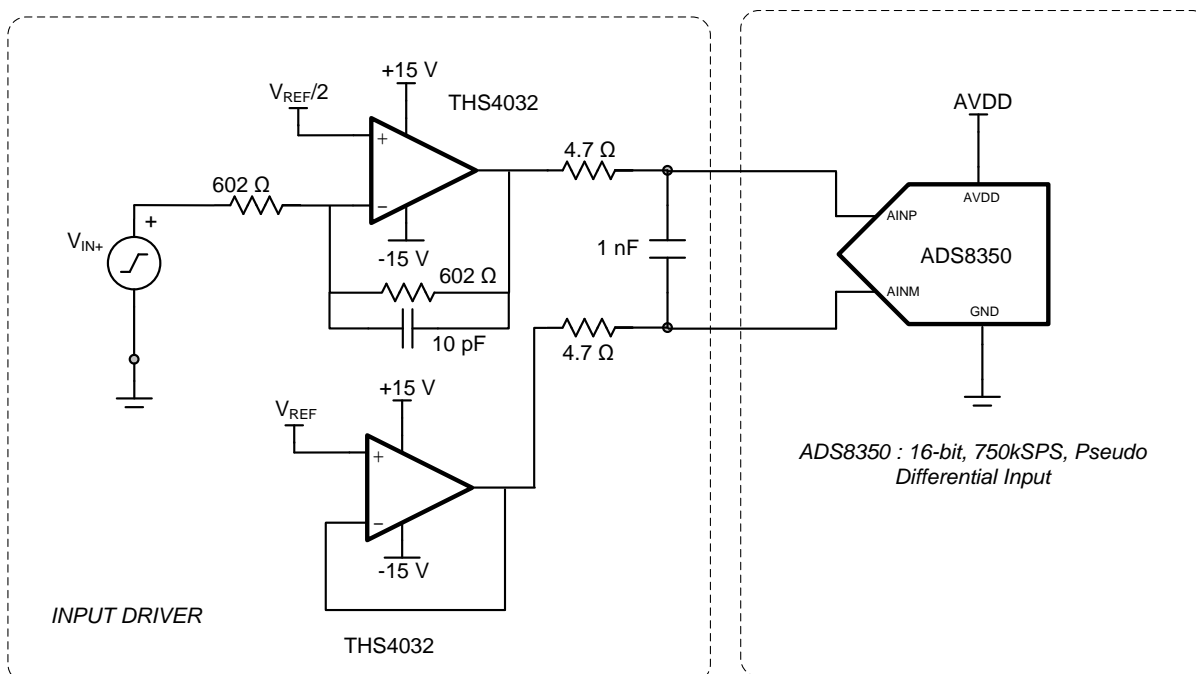 +15 V
THS4032
VREF/2
+
−
-15 V
602 Ω
VIN+
+
602 Ω
10 pF
4.7 Ω
1 nF
4.7 Ω
+15 V
VREF
+
−
-15 V
THS4032
INPUT DRIVER
AVDD
AVDD
AINP
ADS8350
AINM
GND
ADS8350 : 16-bit, 750kSPS, Pseudo
Differential Input